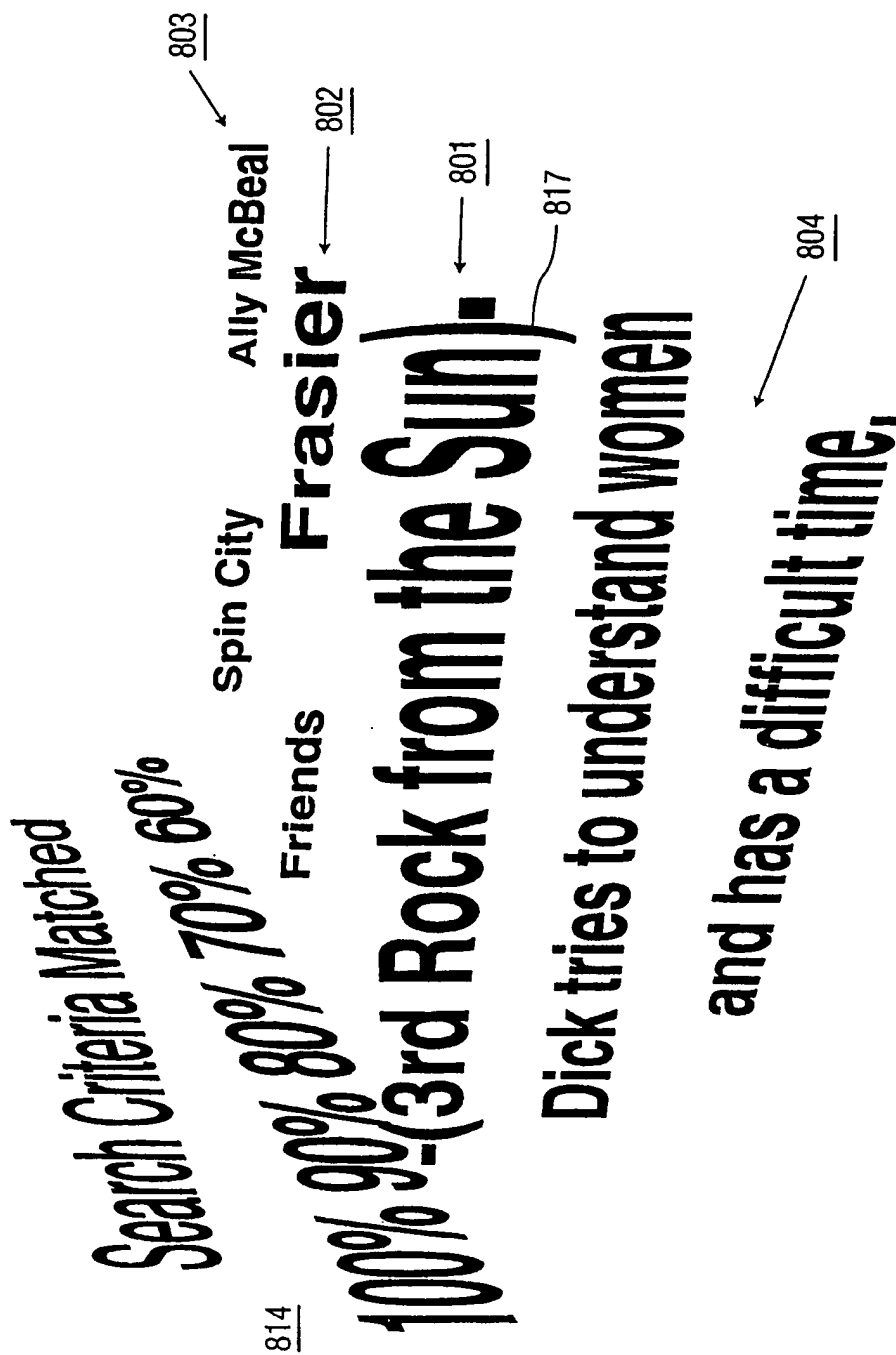 Search Criteria Matched
100% 90% 80% 70% 60%
814
Spin City
Ally McBeal
803
Friends
Frasier
802
-(3rd Rock from the Sun)-
801
817
Dick tries to understand women
and has a difficult time,
804